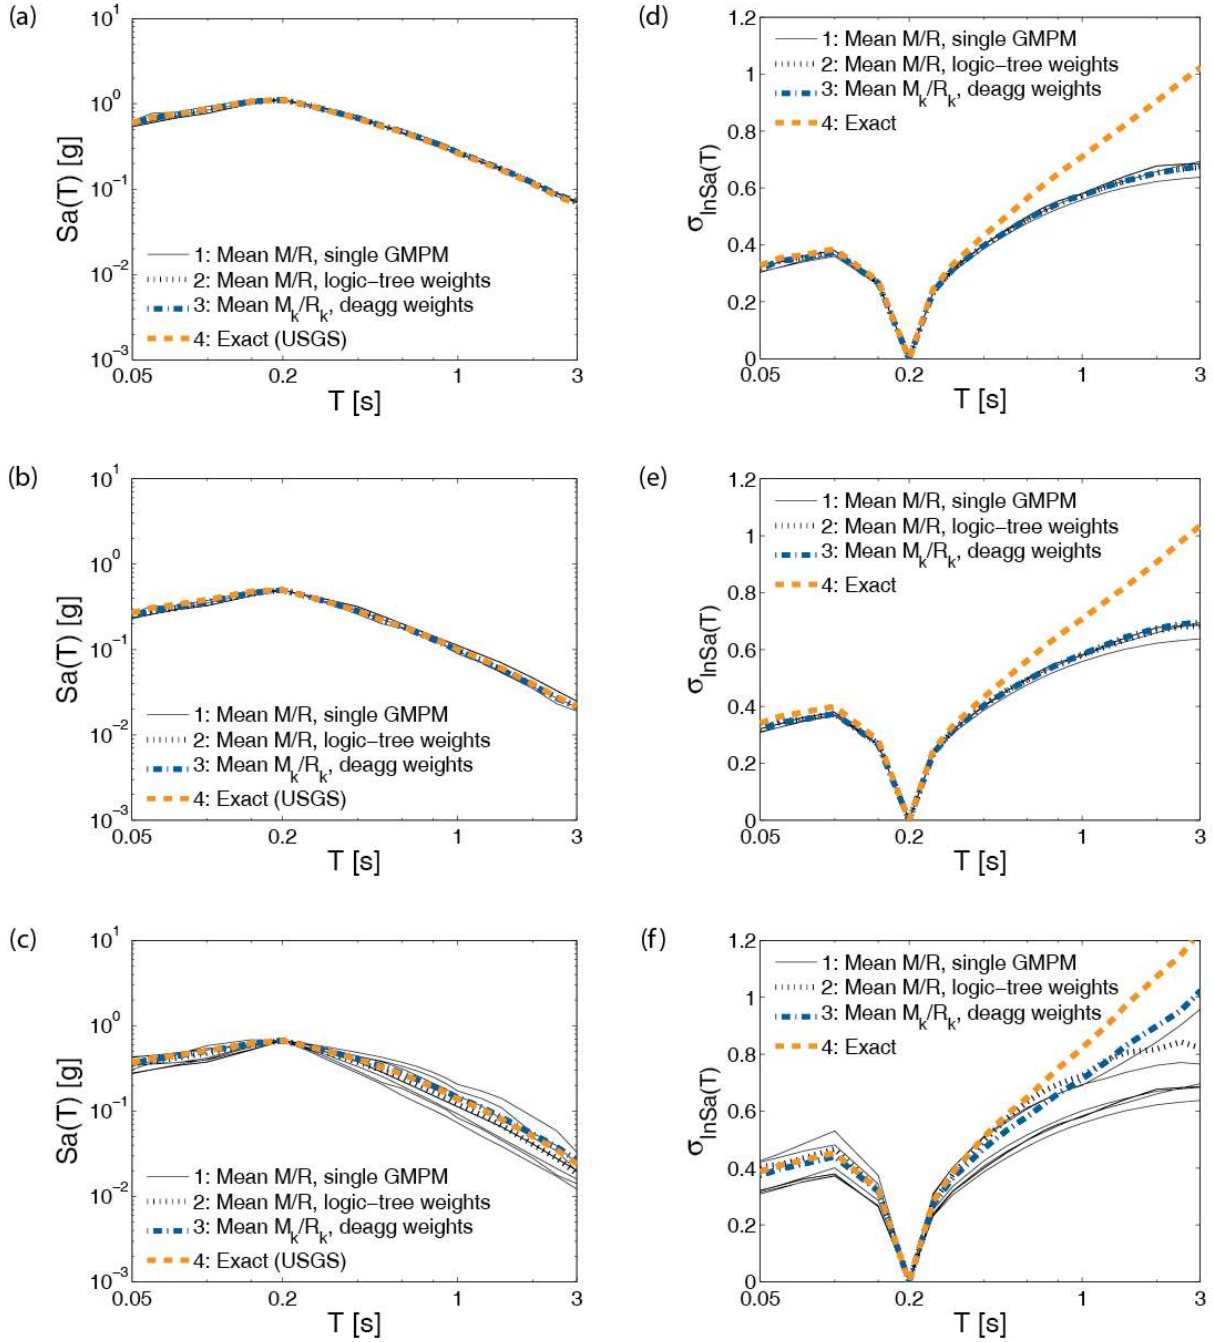 (a)
Sa(T) [g]
10^1
10^0
10^-1
10^-2
10^-3
1: Mean M/R, single GMPM
2: Mean M/R, logic-tree weights
3: Mean M_k/R_k, deagg weights
4: Exact (USGS)
0.05 0.2 1 3
T [s]
(d)
σ_lnSa(T)
1.2
1
0.8
0.6
0.4
0.2
0
1: Mean M/R, single GMPM
2: Mean M/R, logic-tree weights
3: Mean M_k/R_k, deagg weights
4: Exact
0.05 0.2 1 3
T [s]
(b)
Sa(T) [g]
10^1
10^0
10^-1
10^-2
10^-3
1: Mean M/R, single GMPM
2: Mean M/R, logic-tree weights
3: Mean M_k/R_k, deagg weights
4: Exact (USGS)
0.05 0.2 1 3
T [s]
(e)
σ_lnSa(T)
1.2
1
0.8
0.6
0.4
0.2
0
1: Mean M/R, single GMPM
2: Mean M/R, logic-tree weights
3: Mean M_k/R_k, deagg weights
4: Exact
0.05 0.2 1 3
T [s]
(c)
Sa(T) [g]
10^1
10^0
10^-1
10^-2
10^-3
1: Mean M/R, single GMPM
2: Mean M/R, logic-tree weights
3: Mean M_k/R_k, deagg weights
4: Exact (USGS)
0.05 0.2 1 3
T [s]
(f)
σ_lnSa(T)
1.2
1
0.8
0.6
0.4
0.2
0
1: Mean M/R, single GMPM
2: Mean M/R, logic-tree weights
3: Mean M_k/R_k, deagg weights
4: Exact
0.05 0.2 1 3
T [s]